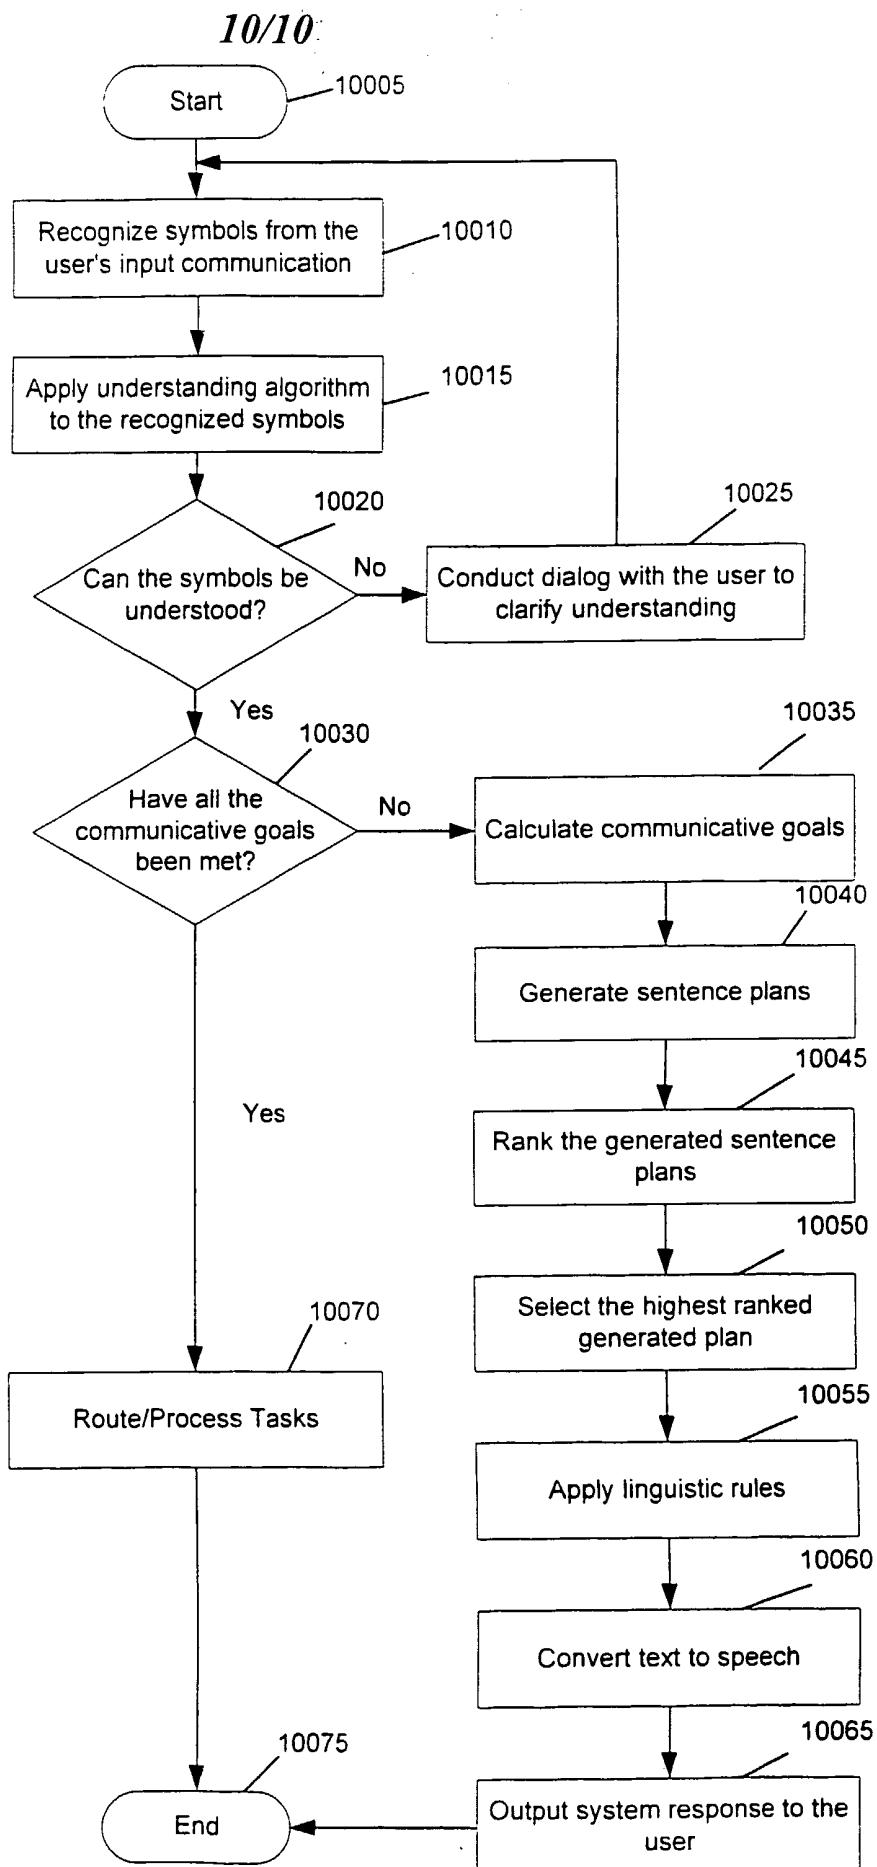 10/10
Start
10005
Recognize symbols from the
user's input communication
10010
Apply understanding algorithm
to the recognized symbols
10015
10020
Can the symbols be
understood?
No
10025
Conduct dialog with the user to
clarify understanding
Yes
10030
Have all the
communicative goals
been met?
No
10035
Calculate communicative goals
10040
Generate sentence plans
10045
Rank the generated sentence
plans
10050
Select the highest ranked
generated plan
Yes
10070
Route/Process Tasks
10055
Apply linguistic rules
10060
Convert text to speech
10065
Output system response to the
user
10075
End